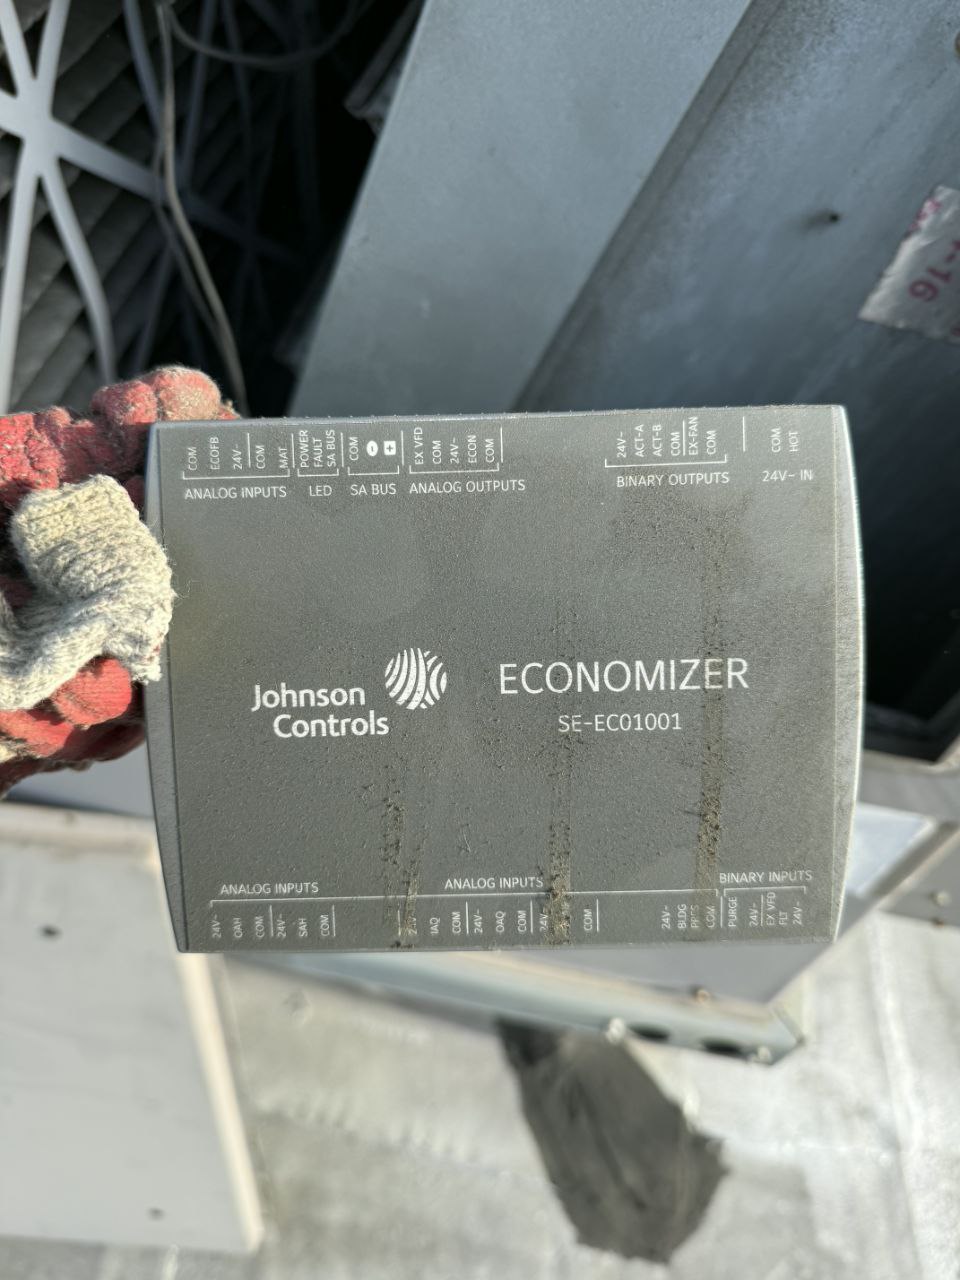 COM
ECOFB
24V~
COM
MAT
ANALOG INPUTS
POWER
FAULT
SA BUS
LED
COM
SA BUS
EX VFD
COM
24V~
ECON
COM
ANALOG OUTPUTS
24V~
ACT-A
ACT-B
COM
EX-FAN
COM
BINARY OUTPUTS
COM
HOT
24V~ IN
Johnson
Controls
ECONOMIZER
SE-EC01001
ANALOG INPUTS
24V~
OAH
COM
24V~
SAH
COM
ANALOG INPUTS
IAQ
COM
24V~
OAQ
COM
24V~
COM
24V~
BLDG
PRES
COM
BINARY INPUTS
PURGE
24V~
EX VFD
FLT
24V~
-16